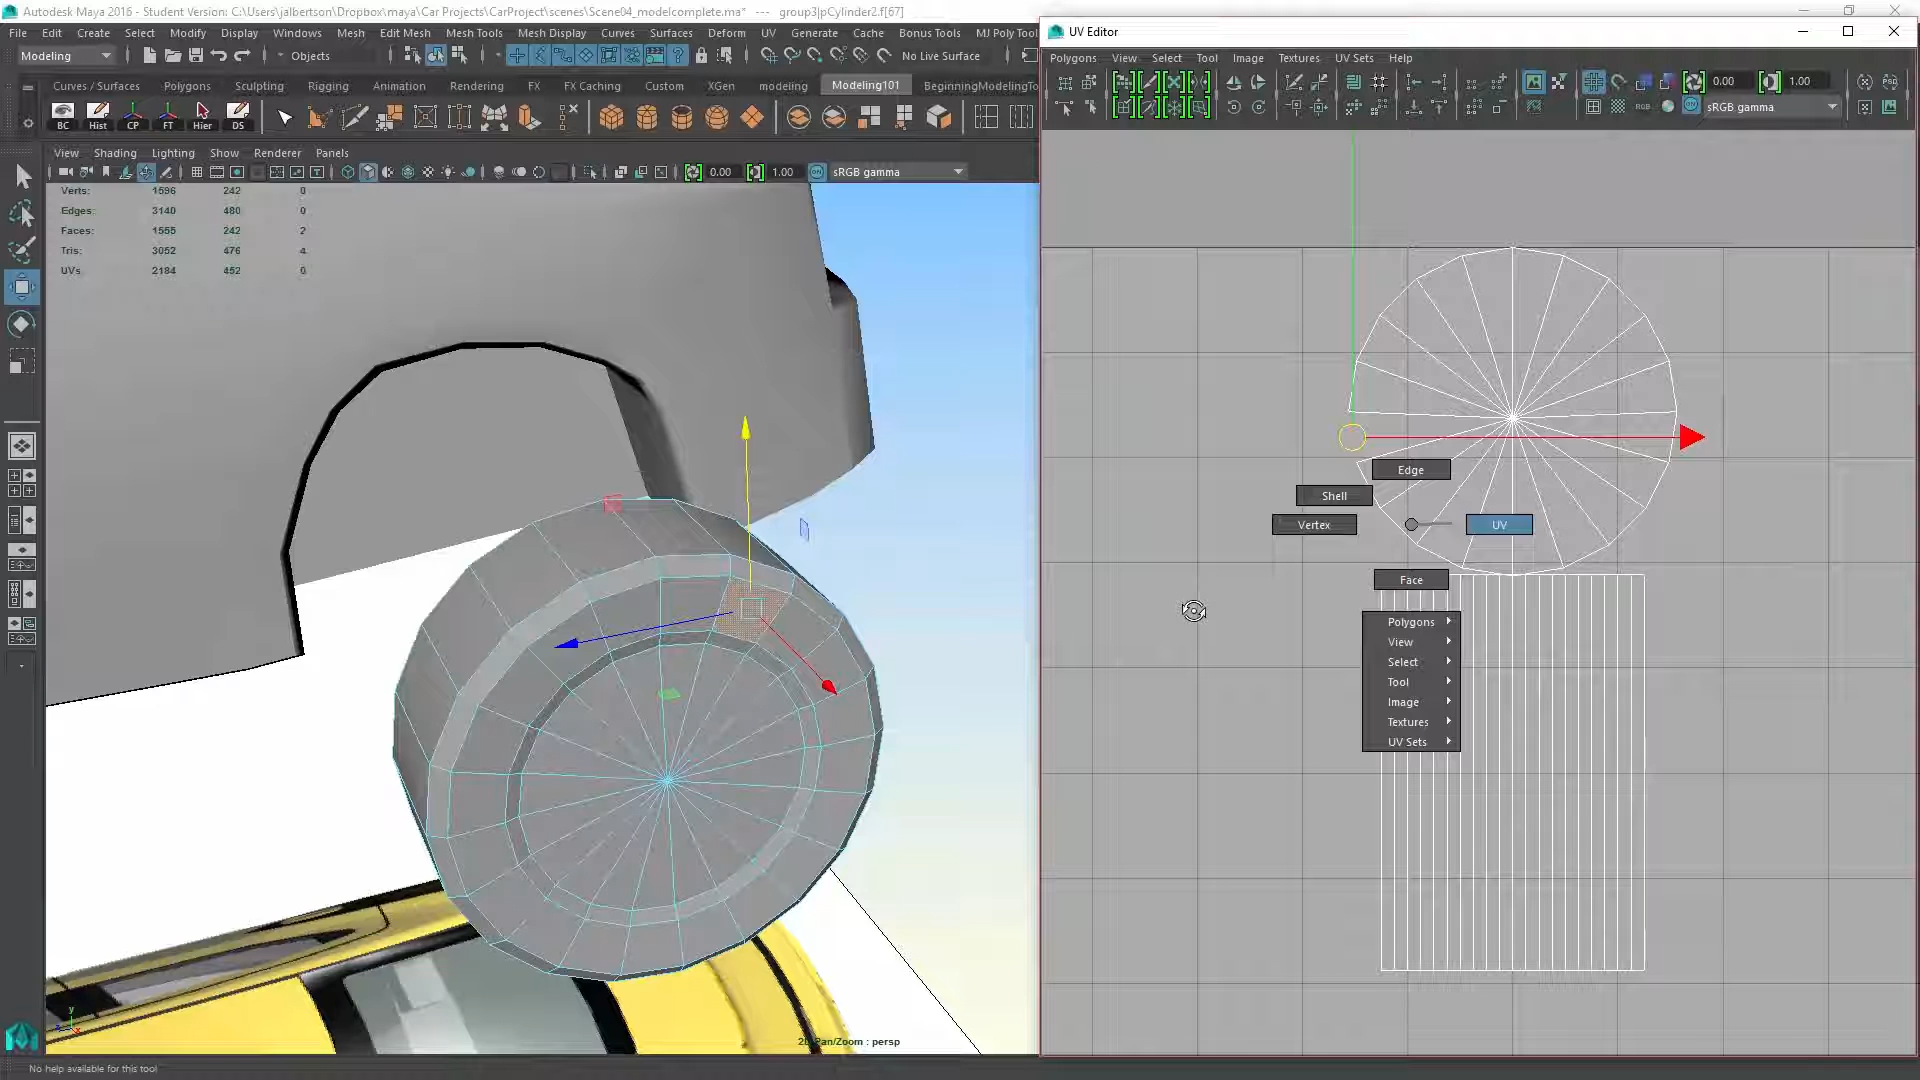 Autodesk Maya 2016 - Student Version: C:\Users\jalbertson\Dropbox\maya\Car Projects\CarProject\scenes\Scene04_modelcomplete.ma* --- group3|pCylinder2.f[67]
File Edit Create Select Modify Display Windows Mesh Edit Mesh Mesh Tools Mesh Display Curves Surfaces Deform UV Generate Cache Bonus Tools MJ Poly Tool
Modeling Objects No Live Surface
Curves / Surfaces Polygons Sculpting Rigging Animation Rendering FX FX Caching Custom XGen modeling Modeling101 BeginningModelingTo
BC Hist CP FT Hier DS
View Shading Lighting Show Renderer Panels
0.00 1.00 sRGB gamma
Verts: 1596 242 0
Edges: 3140 480 0
Faces: 1555 242 2
Tris: 3052 476 4
UVs: 2184 452 0
Pan/Zoom : persp
No help available for this tool
UV Editor
Polygons View Select Tool Image Textures UV Sets Help
0.00 1.00
RGB sRGB gamma
Edge
Shell
Vertex UV
Face
Polygons
View
Select
Tool
Image
Textures
UV Sets